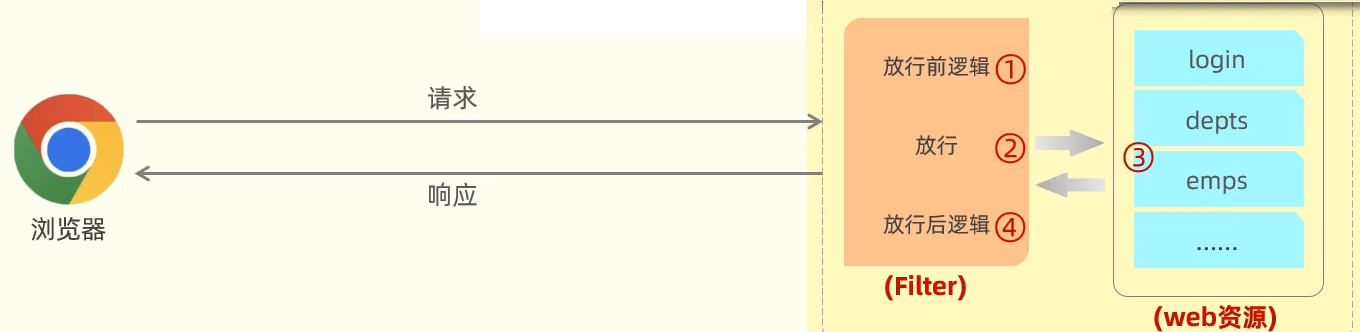 请求
响应
浏览器
放行前逻辑 ①
放行 ②
放行后逻辑 ④
(Filter)
login
depts
③
emps
......
(web资源)